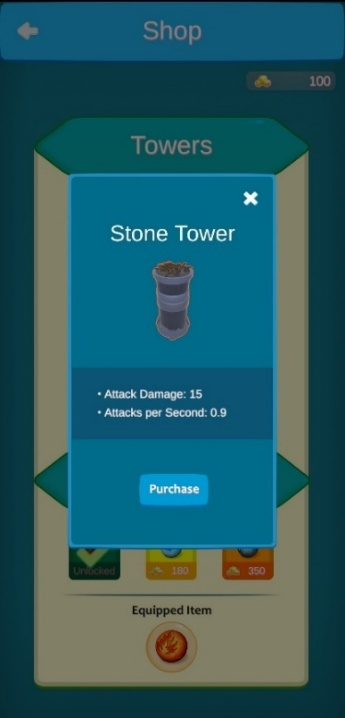 Shop
100
Towers
Stone Tower
• Attack Damage: 15
• Attacks per Second: 0.9
Purchase
Unlocked
180
350
Equipped Item